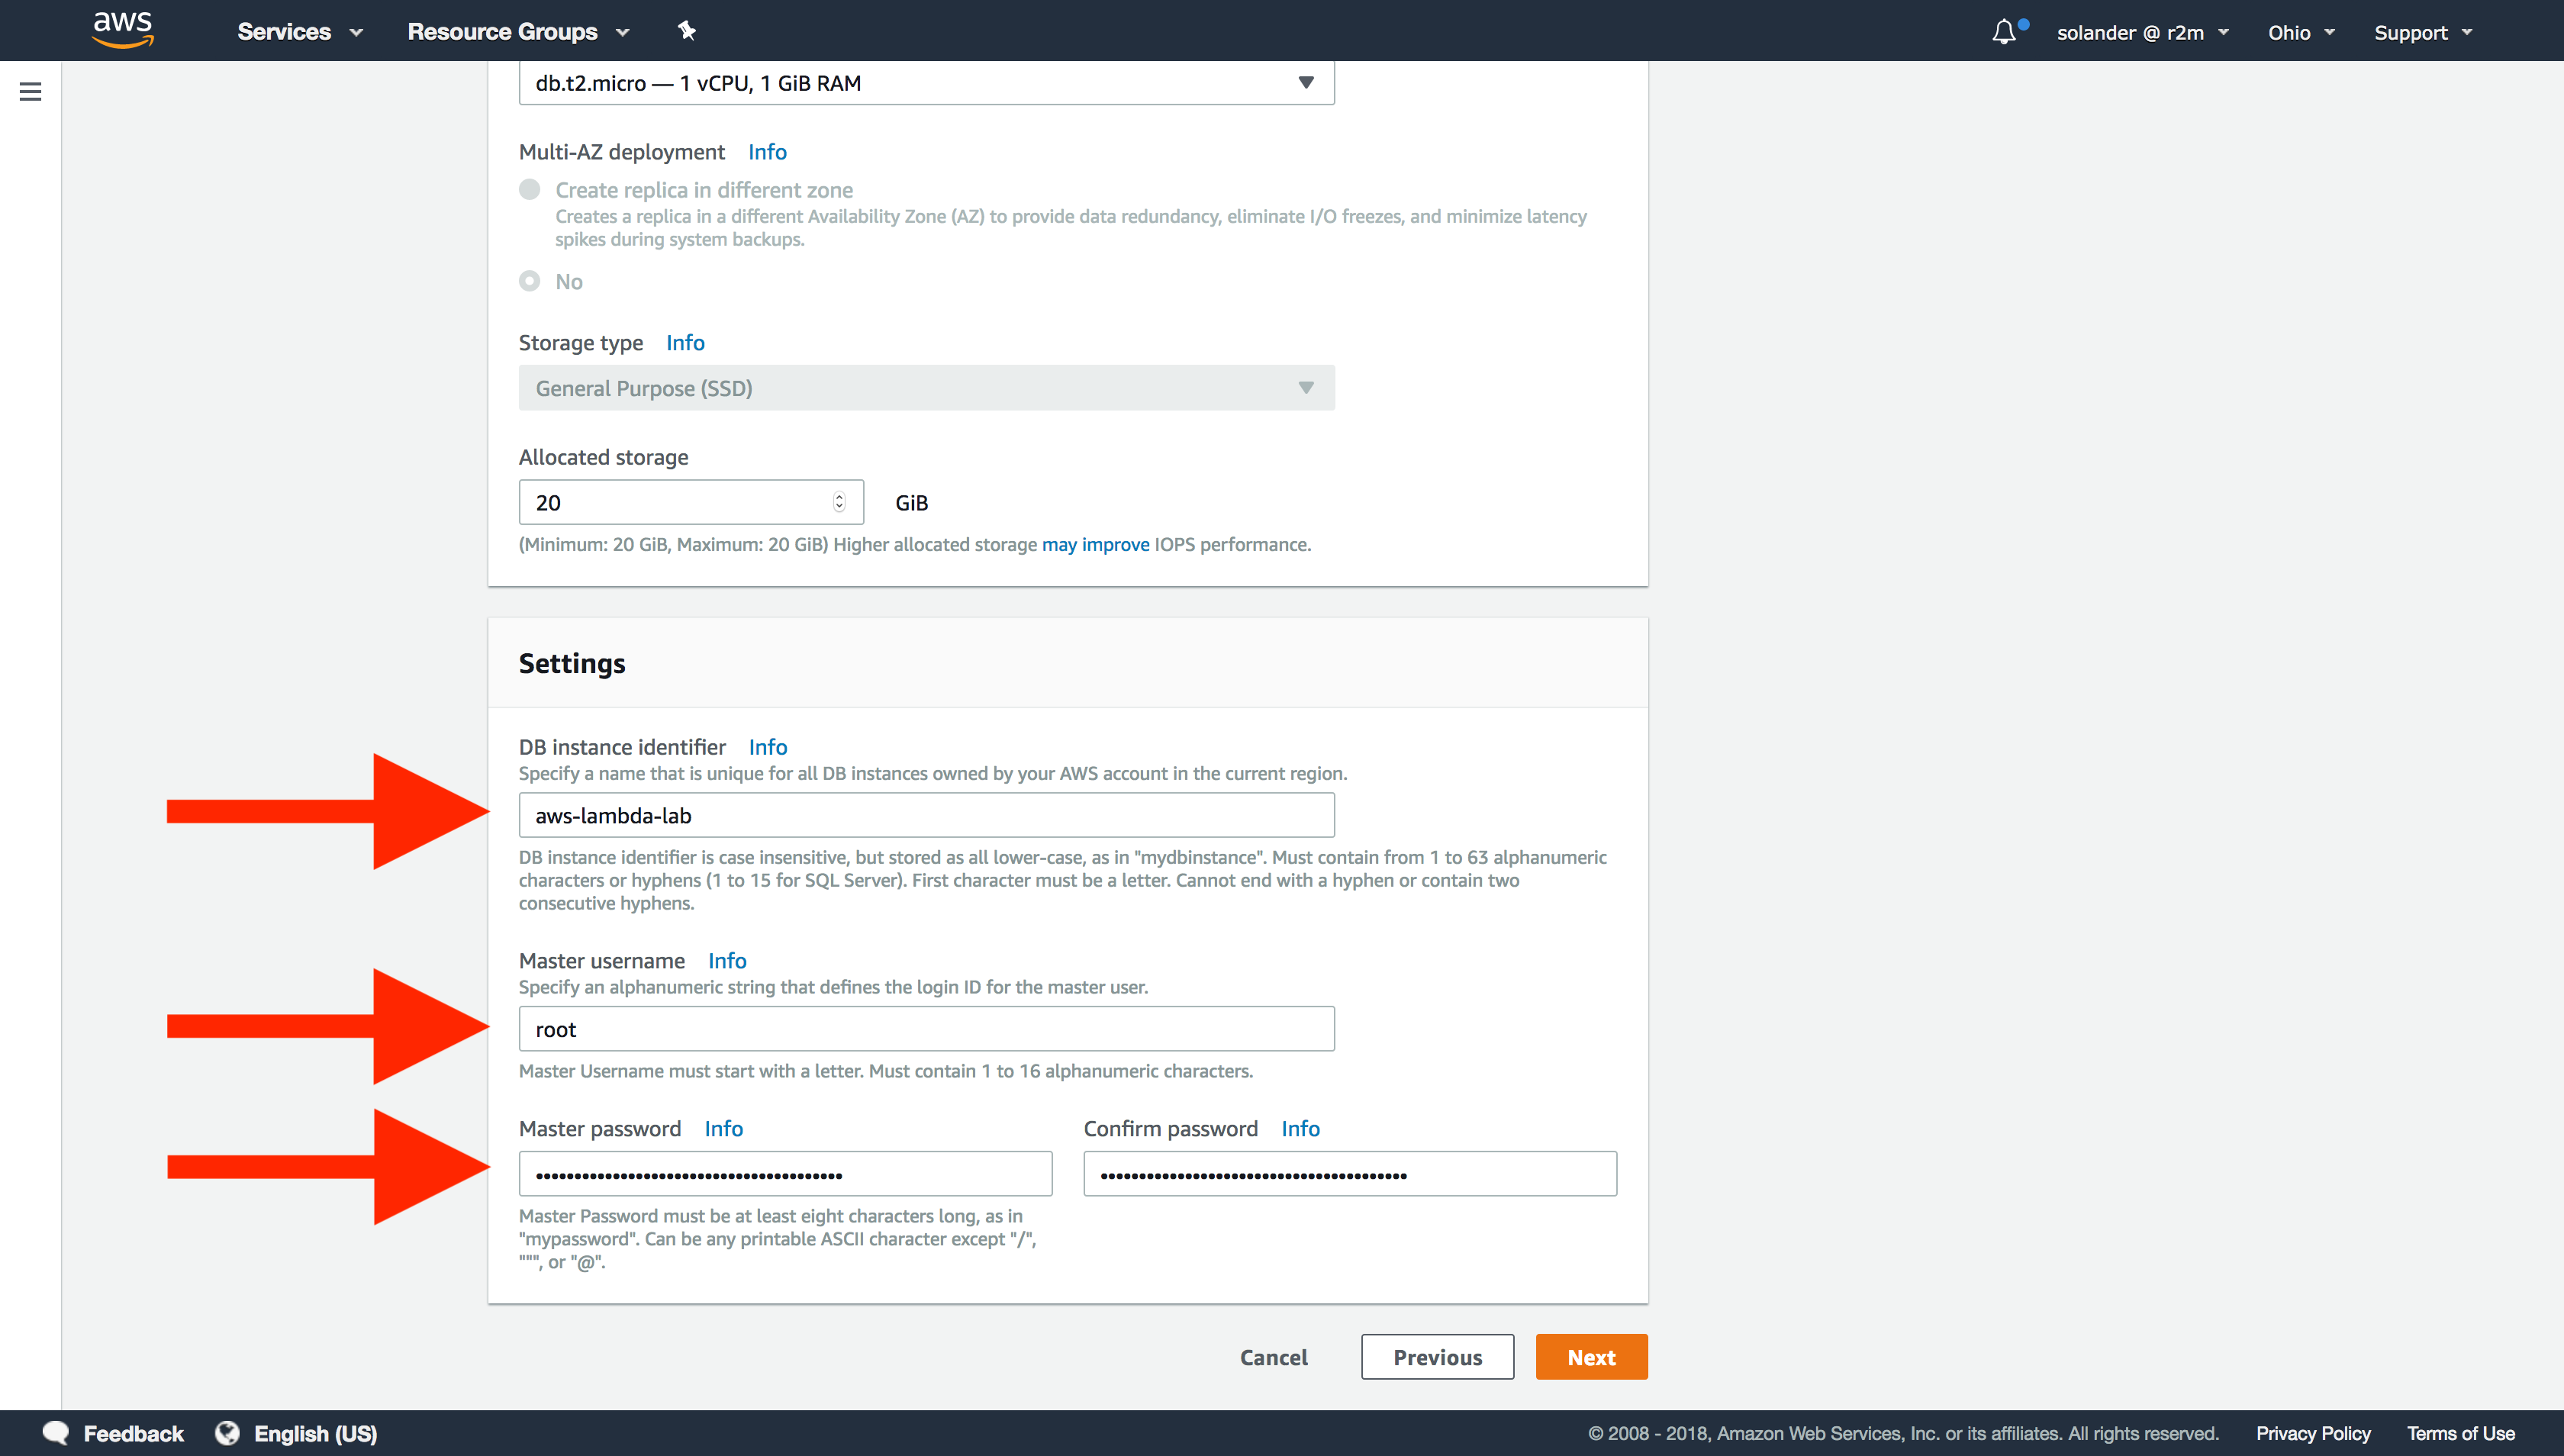 aws
Services
Resource Groups
solander @ r2m
Ohio
Support
db.t2.micro — 1 vCPU, 1 GiB RAM
Multi-AZ deployment Info
Create replica in different zone
Creates a replica in a different Availability Zone (AZ) to provide data redundancy, eliminate I/O freezes, and minimize latency
spikes during system backups.
No
Storage type Info
General Purpose (SSD)
Allocated storage
20 GiB
(Minimum: 20 GiB, Maximum: 20 GiB) Higher allocated storage may improve IOPS performance.
Settings
DB instance identifier Info
Specify a name that is unique for all DB instances owned by your AWS account in the current region.
aws-lambda-lab
DB instance identifier is case insensitive, but stored as all lower-case, as in "mydbinstance". Must contain from 1 to 63 alphanumeric
characters or hyphens (1 to 15 for SQL Server). First character must be a letter. Cannot end with a hyphen or contain two
consecutive hyphens.
Master username Info
Specify an alphanumeric string that defines the login ID for the master user.
root
Master Username must start with a letter. Must contain 1 to 16 alphanumeric characters.
Master password Info
Confirm password Info
Master Password must be at least eight characters long, as in
"mypassword". Can be any printable ASCII character except "/",
""", or "@".
Cancel
Previous
Next
Feedback
English (US)
© 2008 - 2018, Amazon Web Services, Inc. or its affiliates. All rights reserved.
Privacy Policy
Terms of Use